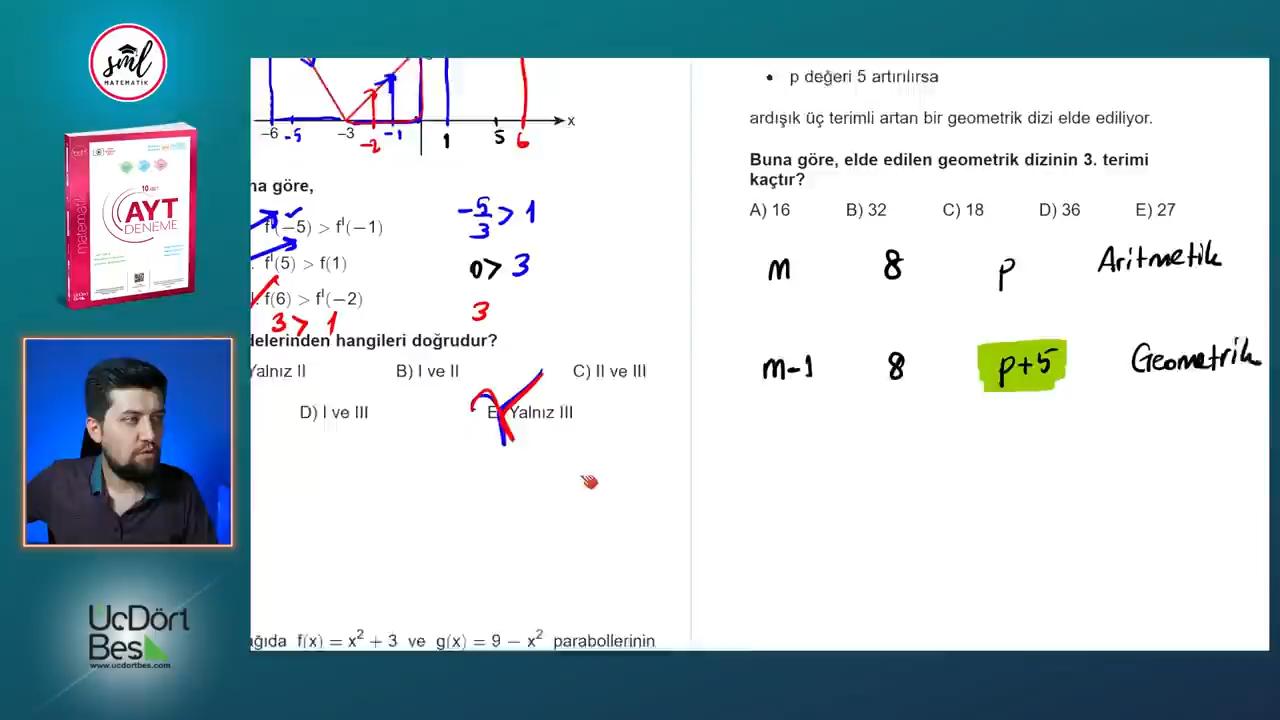 sml
MATEMATİK
10 ADET
AYT
DENEME
matematik
ÜcDört
Beş
www.ucdortbes.com
-6 -5 -3 -2 -1 1 5 6 x
na göre,
f'(−5) > f'(−1)
-5/3 > 1
f'(5) > f(1)
0 > 3
f(6) > f'(−2)
3
3 > 1
delerinden hangileri doğrudur?
Yalnız II B) I ve II C) II ve III
D) I ve III E) Yalnız III
ağıda f(x) = x² + 3 ve g(x) = 9 − x² parabollerinin
• p değeri 5 artırılırsa
ardışık üç terimli artan bir geometrik dizi elde ediliyor.
Buna göre, elde edilen geometrik dizinin 3. terimi
kaçtır?
A) 16 B) 32 C) 18 D) 36 E) 27
m 8 p Aritmetik
m-1 8 p+5 Geometrik